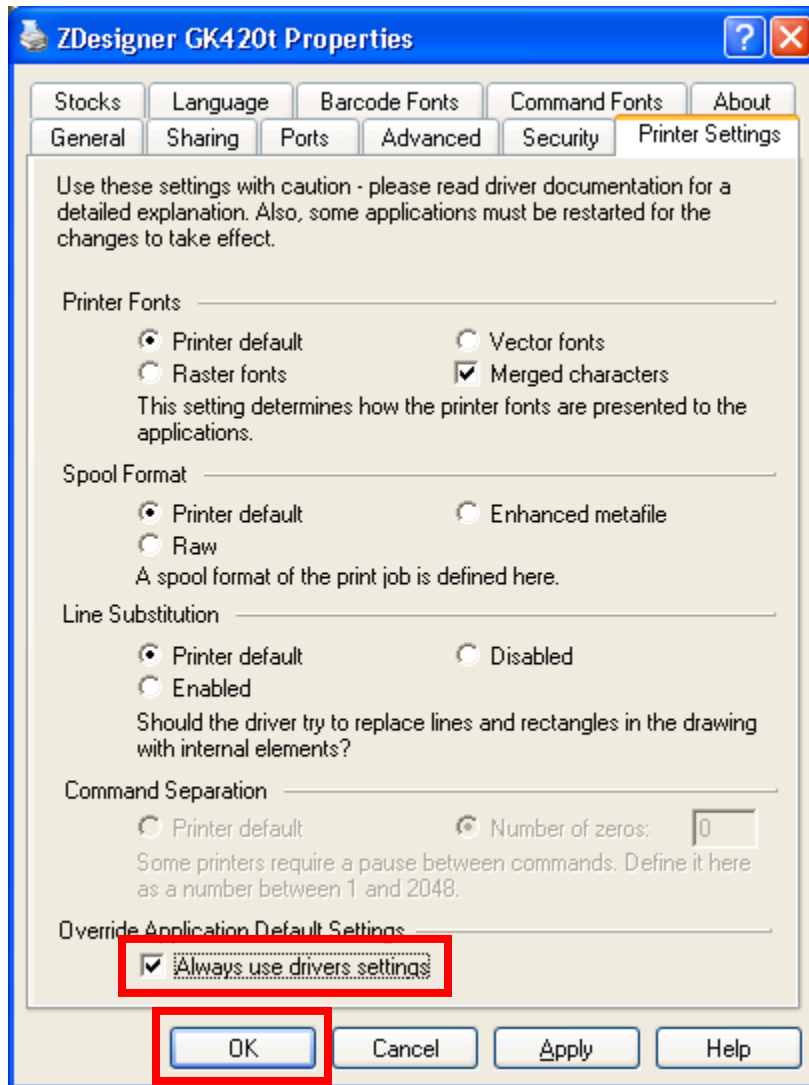 ZDesigner GK420t Properties
Stocks Language Barcode Fonts Command Fonts About
General Sharing Ports Advanced Security Printer Settings
Use these settings with caution - please read driver documentation for a
detailed explanation. Also, some applications must be restarted for the
changes to take effect.
Printer Fonts
Printer default Vector fonts
Raster fonts Merged characters
This setting determines how the printer fonts are presented to the
applications.
Spool Format
Printer default Enhanced metafile
Raw
A spool format of the print job is defined here.
Line Substitution
Printer default Disabled
Enabled
Should the driver try to replace lines and rectangles in the drawing
with internal elements?
Command Separation
Printer default Number of zeros: 0
Some printers require a pause between commands. Define it here
as a number between 1 and 2048.
Override Application Default Settings
Always use drivers settings
OK Cancel Apply Help